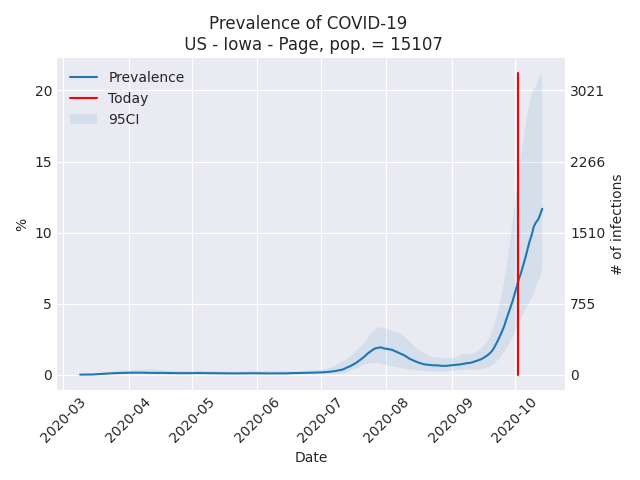 Prevalence of COVID-19
US - Iowa - Page, pop. = 15107
Prevalence
Today
95CI
20
15
10
5
0
%
3021
2266
1510
755
0
# of infections
2020-03
2020-04
2020-05
2020-06
2020-07
2020-08
2020-09
2020-10
Date